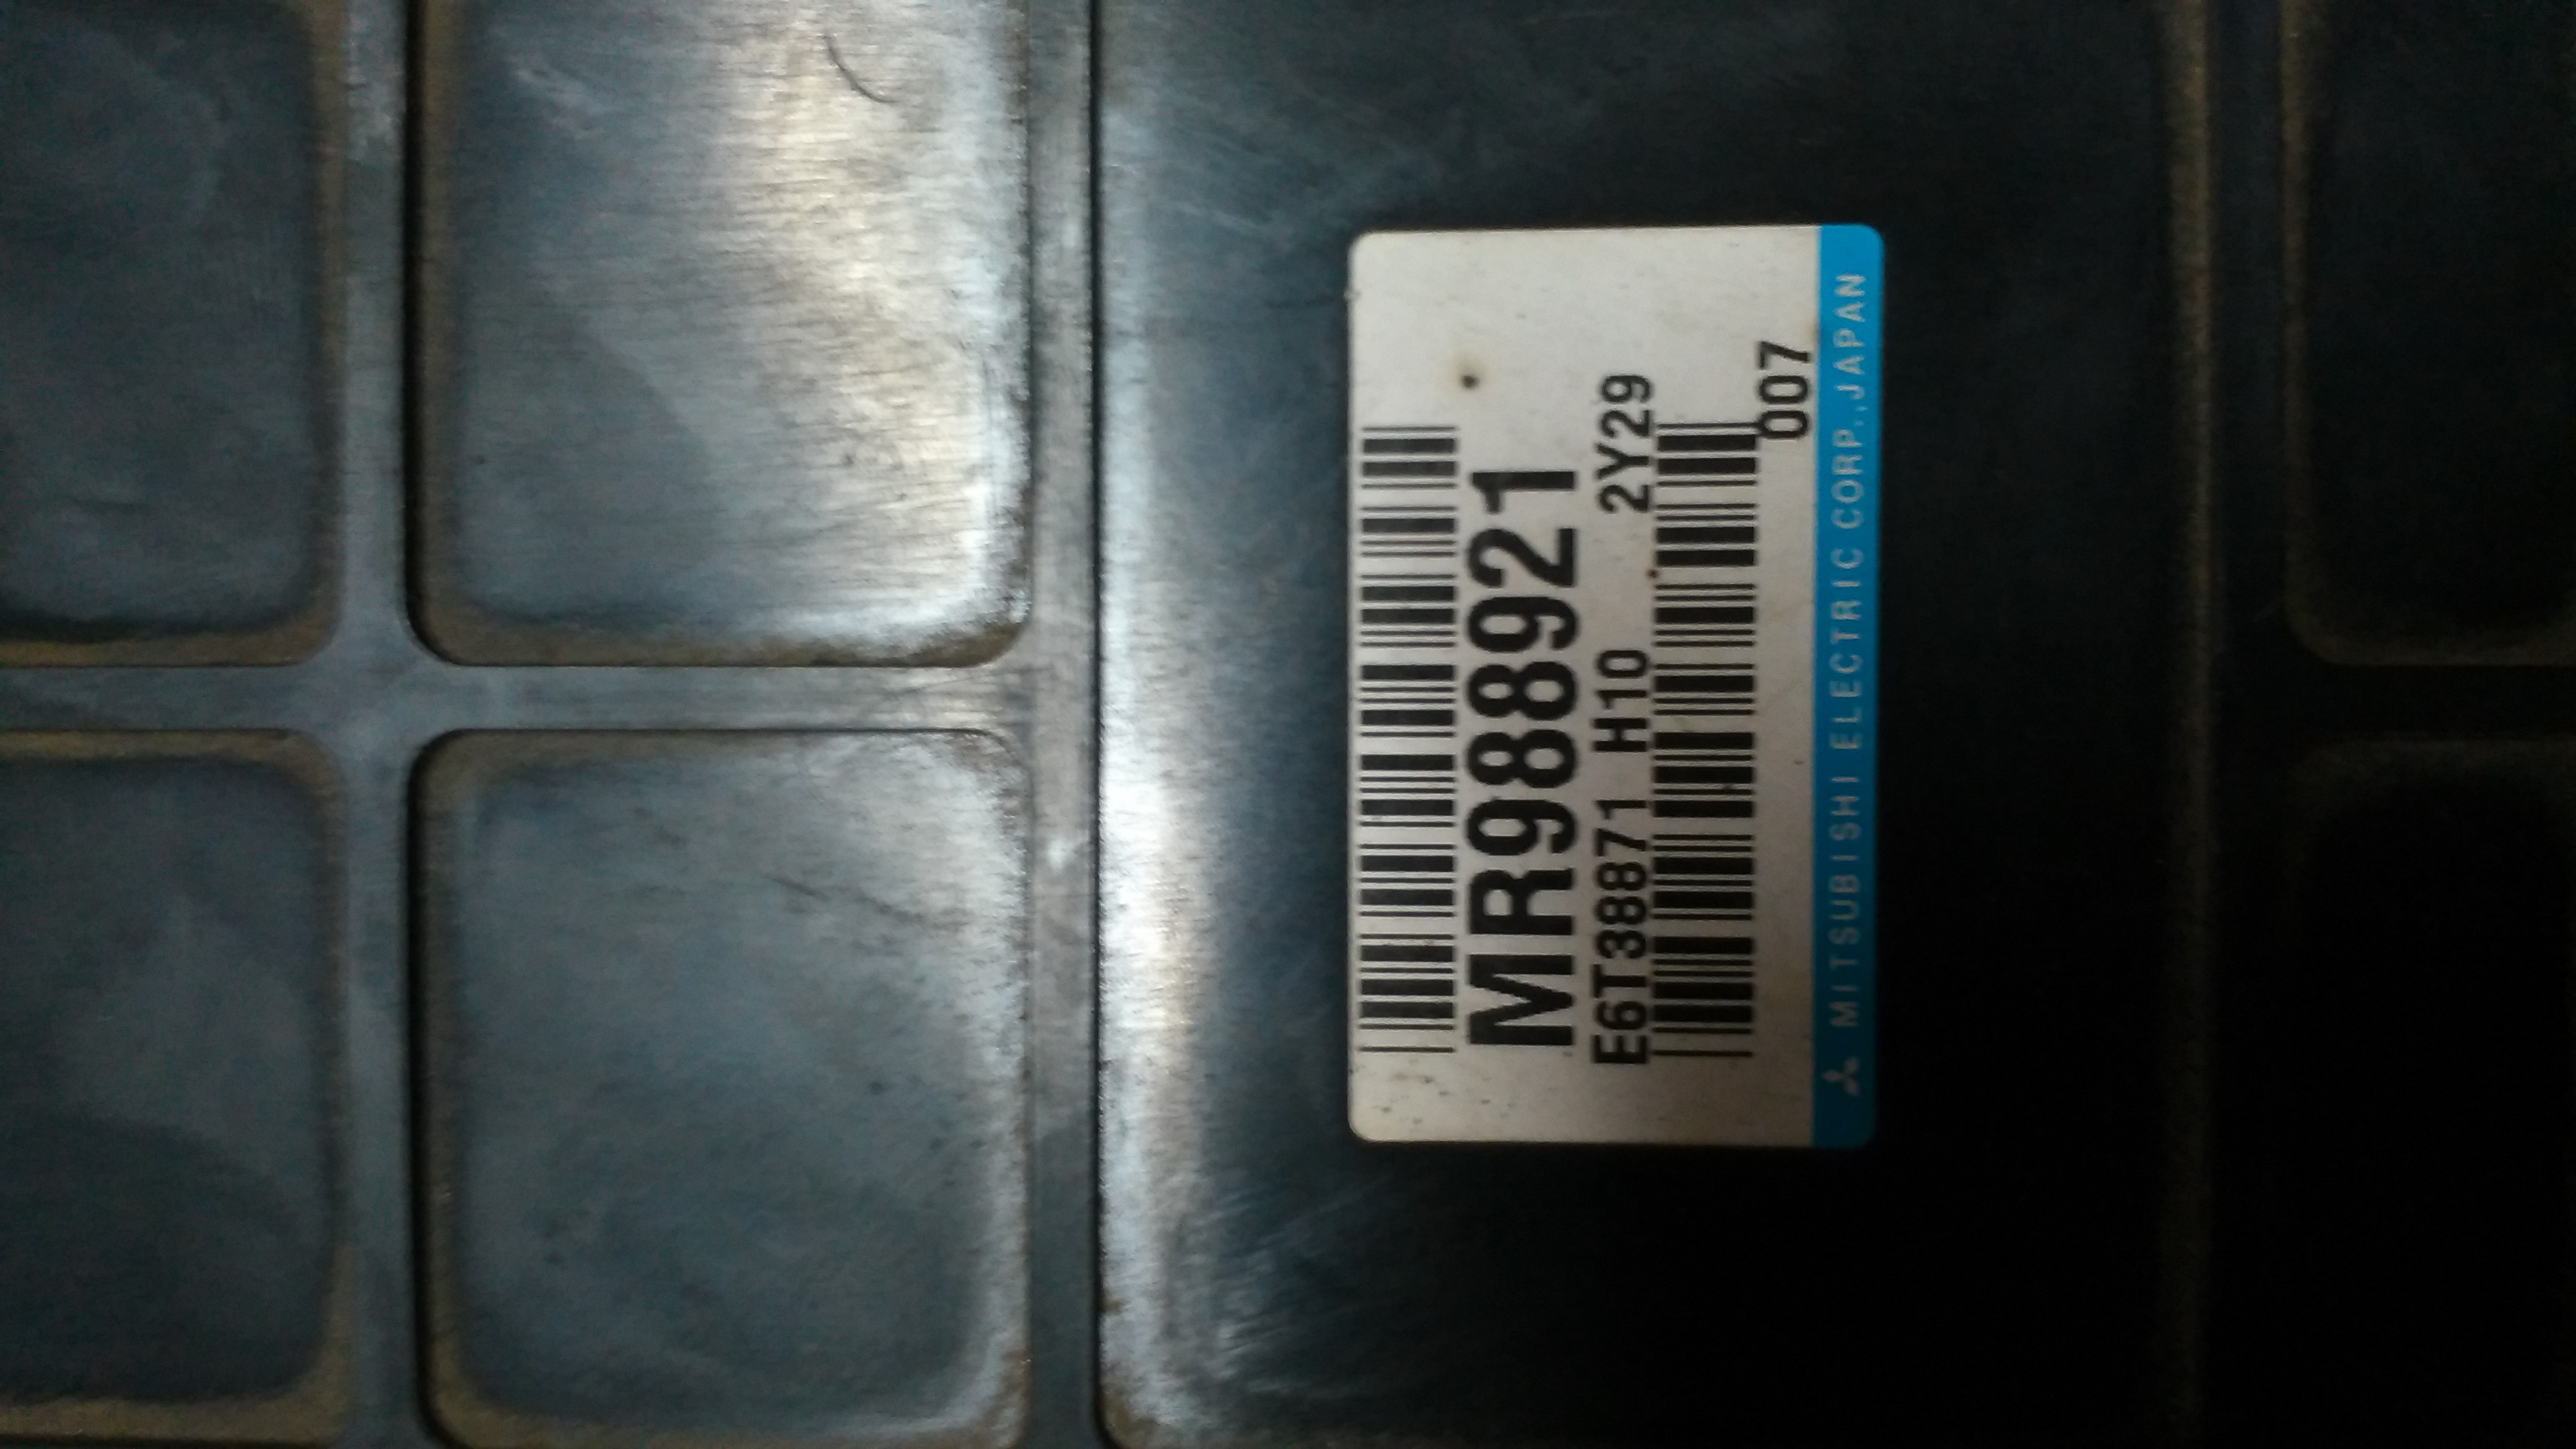 MR988921
E6T38871 H10 2Y29
007
MITSUBISHI ELECTRIC CORP.,JAPAN